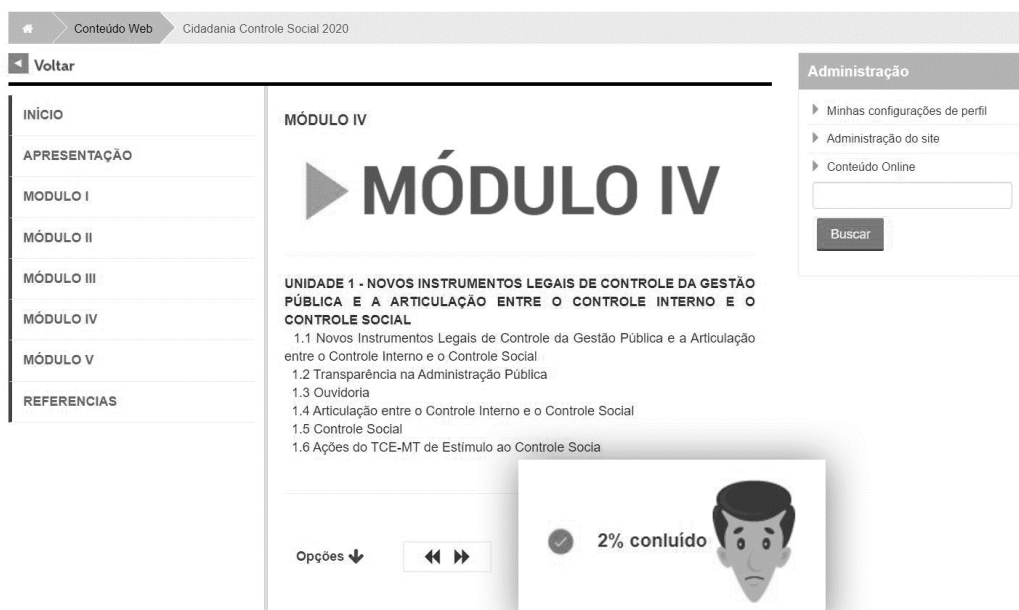 Conteúdo Web Cidadania Controle Social 2020
Voltar
INÍCIO
APRESENTAÇÃO
MODULO I
MÓDULO II
MÓDULO III
MÓDULO IV
MÓDULO V
REFERENCIAS
MÓDULO IV
MÓDULO IV
UNIDADE 1 - NOVOS INSTRUMENTOS LEGAIS DE CONTROLE DA GESTÃO
PÚBLICA E A ARTICULAÇÃO ENTRE O CONTROLE INTERNO E O
CONTROLE SOCIAL
1.1 Novos Instrumentos Legais de Controle da Gestão Pública e a Articulação
entre o Controle Interno e o Controle Social
1.2 Transparência na Administração Pública
1.3 Ouvidoria
1.4 Articulação entre o Controle Interno e o Controle Social
1.5 Controle Social
1.6 Ações do TCE-MT de Estímulo ao Controle Socia
Opções
2% conluído
Administração
Minhas configurações de perfil
Administração do site
Conteúdo Online
Buscar